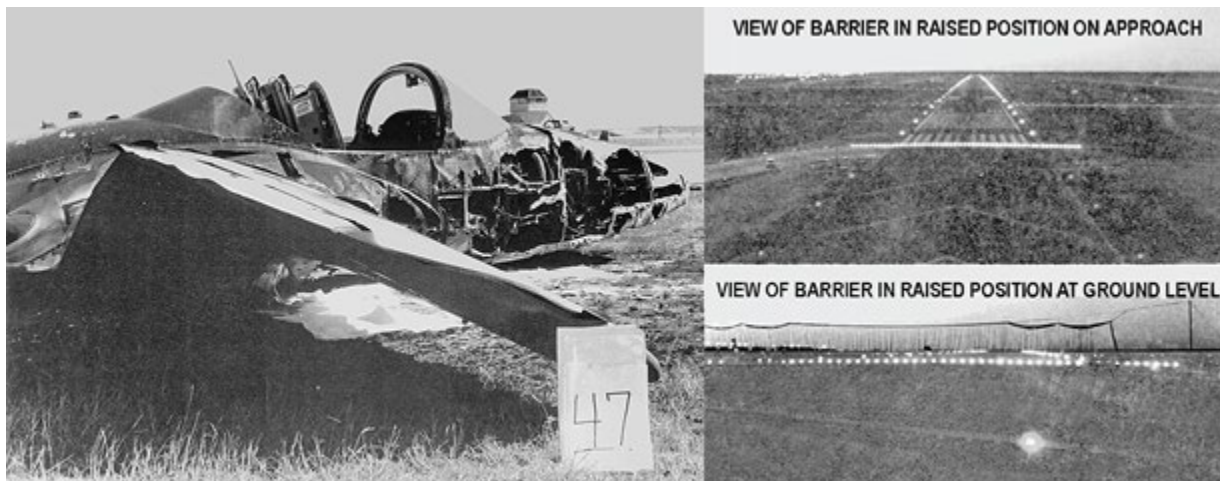 VIEW OF BARRIER IN RAISED POSITION ON APPROACH
VIEW OF BARRIER IN RAISED POSITION AT GROUND LEVEL
47